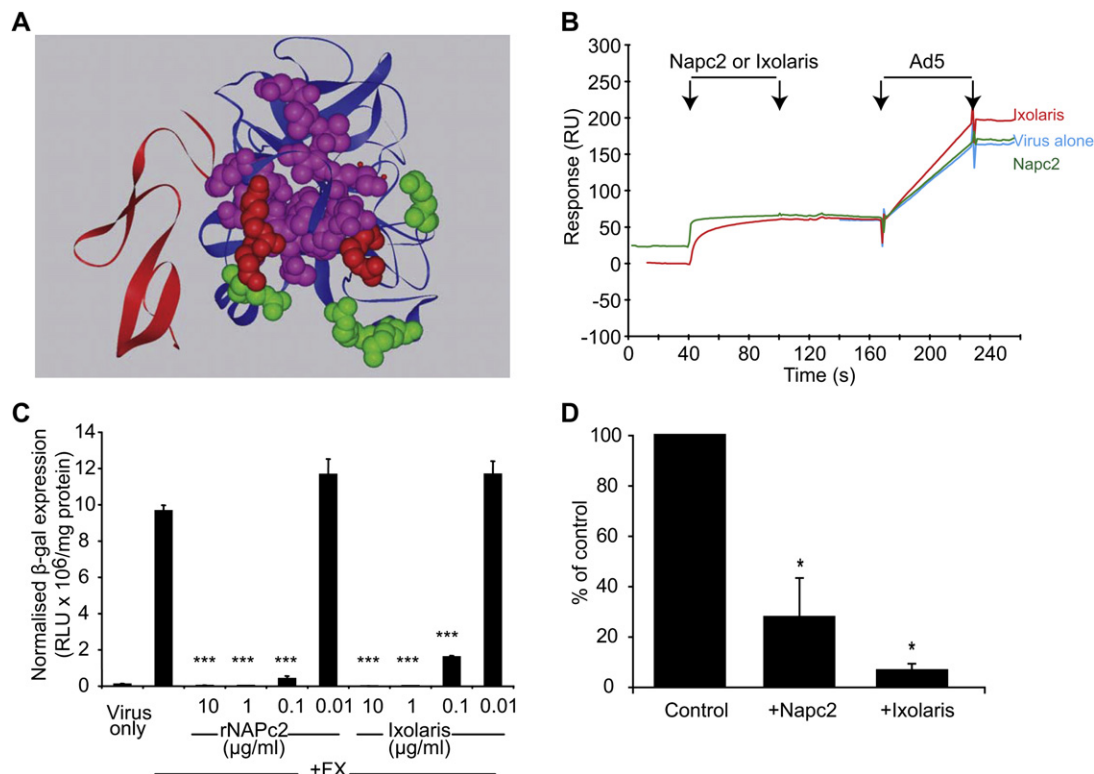 A
B
300
250
200
150
100
50
0
-50
-100
Response (RU)
Napc2 or Ixolaris
Ad5
Ixolaris
Virus alone
Napc2
0 40 80 120 160 200 240
Time (s)
C
14
12
10
8
6
4
2
0
Normalised β-gal expression
(RLU x 10⁶/mg protein)
*** *** *** *** *** ***
Virus
only
10 1 0.1 0.01 10 1 0.1 0.01
rNAPc2
(µg/ml)
Ixolaris
(µg/ml)
+FX
D
100
80
60
40
20
0
% of control
*
*
Control +Napc2 +Ixolaris